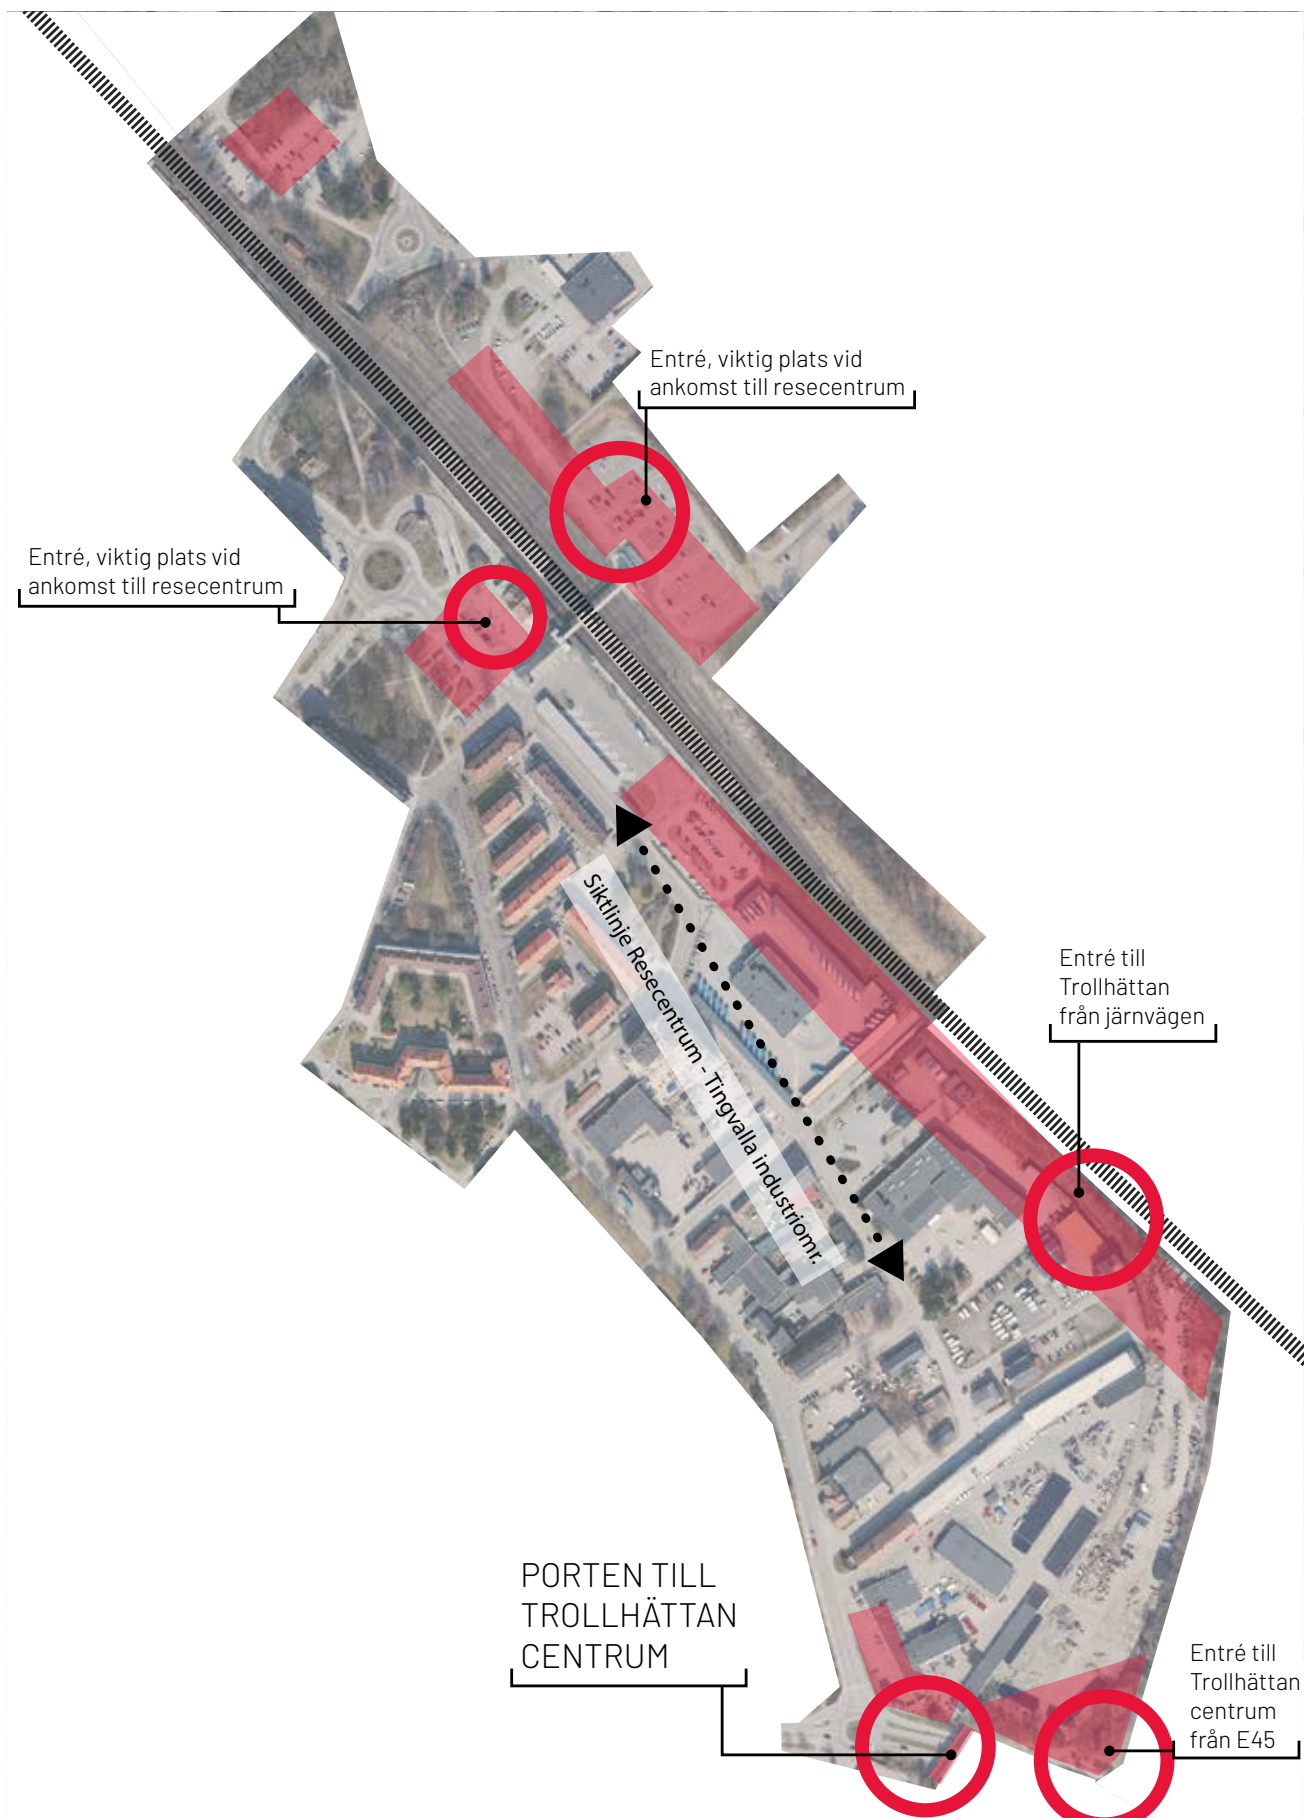 Entré, viktig plats vid
ankomst till resecentrum
Entré, viktig plats vid
ankomst till resecentrum
Siktlinje Resecentrum - Tingvalla industriomr.
Entré till
Trollhättan
från järnvägen
PORTEN TILL
TROLLHÄTTAN
CENTRUM
Entré till
Trollhättan
centrum
från E45